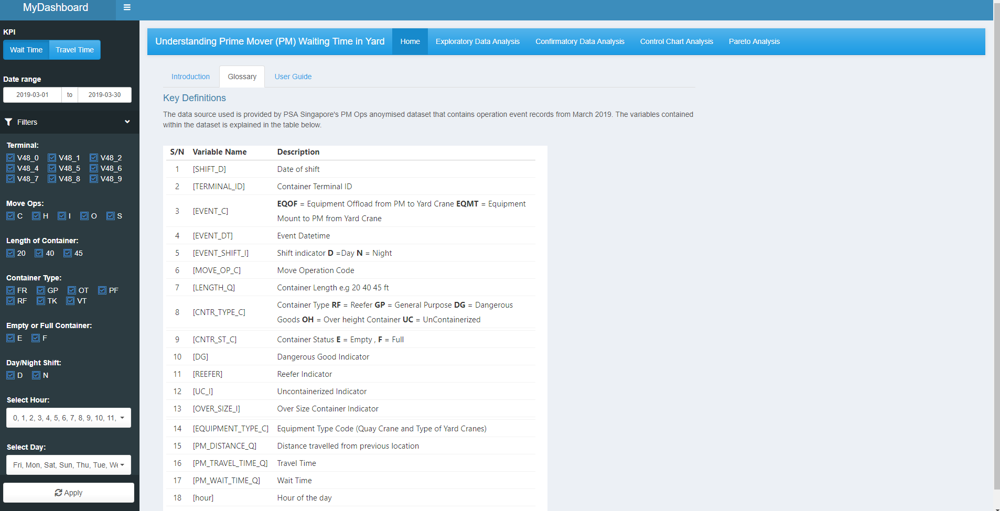 MyDashboard
KPI
Wait Time Travel Time
Date range
2019-03-01 to 2019-03-30
Filters
Terminal:
V48_0 V48_1 V48_2
V48_4 V48_5 V48_6
V48_7 V48_8 V48_9
Move Ops:
C H I O S
Length of Container:
20 40 45
Container Type:
FR GP OT PF
RF TK VT
Empty or Full Container:
E F
Day/Night Shift:
D N
Select Hour:
0, 1, 2, 3, 4, 5, 6, 7, 8, 9, 10, 11,
Select Day:
Fri, Mon, Sat, Sun, Thu, Tue, We
Apply
Understanding Prime Mover (PM) Waiting Time in Yard Home Exploratory Data Analysis Confirmatory Data Analysis Control Chart Analysis Pareto Analysis
Introduction Glossary User Guide
Key Definitions
The data source used is provided by PSA Singapore's PM Ops anoymised dataset that contains operation event records from March 2019. The variables contained
within the dataset is explained in the table below.
S/N Variable Name Description
1 [SHIFT_D] Date of shift
2 [TERMINAL_ID] Container Terminal ID
3 [EVENT_C] EQOF = Equipment Offload from PM to Yard Crane EQMT = Equipment
Mount to PM from Yard Crane
4 [EVENT_DT] Event Datetime
5 [EVENT_SHIFT_I] Shift indicator D =Day N = Night
6 [MOVE_OP_C] Move Operation Code
7 [LENGTH_Q] Container Length e.g 20 40 45 ft
8 [CNTR_TYPE_C] Container Type RF = Reefer GP = General Purpose DG = Dangerous
Goods OH = Over height Container UC = UnContainerized
9 [CNTR_ST_C] Container Status E = Empty , F = Full
10 [DG] Dangerous Good Indicator
11 [REEFER] Reefer Indicator
12 [UC_I] Uncontainerized Indicator
13 [OVER_SIZE_I] Over Size Container Indicator
14 [EQUIPMENT_TYPE_C] Equipment Type Code (Quay Crane and Type of Yard Cranes)
15 [PM_DISTANCE_Q] Distance travelled from previous location
16 [PM_TRAVEL_TIME_Q] Travel Time
17 [PM_WAIT_TIME_Q] Wait Time
18 [hour] Hour of the day